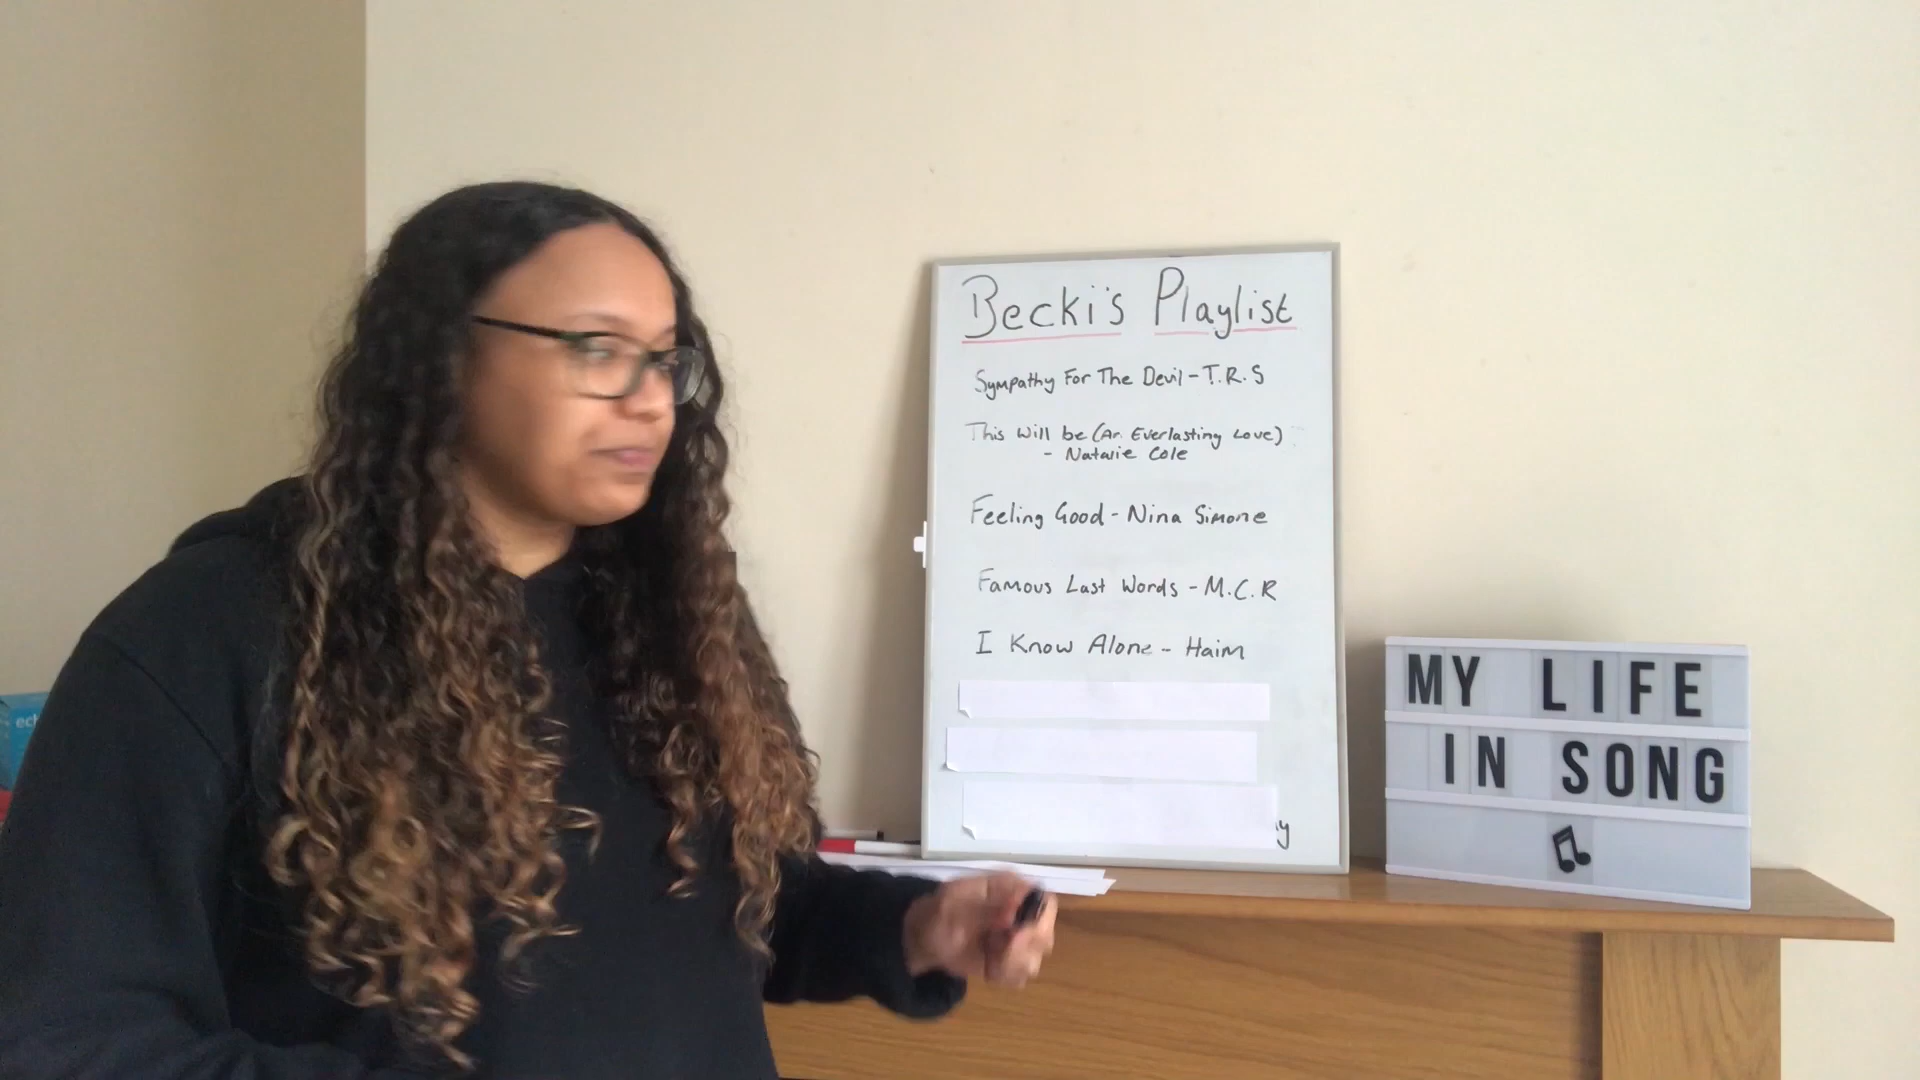 Becki's Playlist
Sympathy For The Devil - T.R.S
This Will be (An Everlasting Love)
- Natalie Cole
Feeling Good - Nina Simone
Famous Last Words - M.C.R
I Know Alone - Haim
MY LIFE
IN SONG